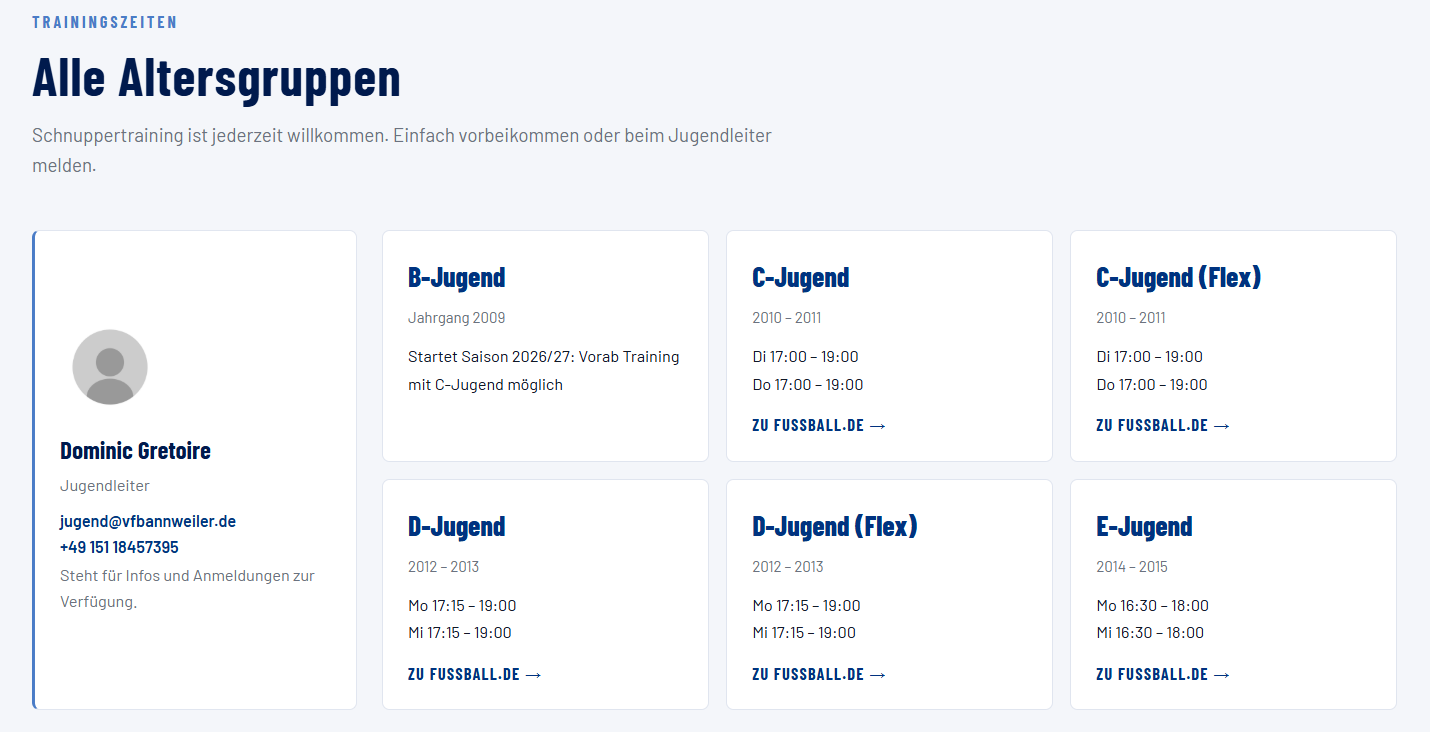 TRAININGSZEITEN
Alle Altersgruppen
Schnuppertraining ist jederzeit willkommen. Einfach vorbeikommen oder beim Jugendleiter
melden.
Dominic Gretoire
Jugendleiter
jugend@vfbannweiler.de
+49 151 18457395
Steht für Infos und Anmeldungen zur
Verfügung.
B-Jugend
Jahrgang 2009
Startet Saison 2026/27: Vorab Training
mit C-Jugend möglich
C-Jugend
2010 – 2011
Di 17:00 – 19:00
Do 17:00 – 19:00
ZU FUSSBALL.DE →
C-Jugend (Flex)
2010 – 2011
Di 17:00 – 19:00
Do 17:00 – 19:00
ZU FUSSBALL.DE →
D-Jugend
2012 – 2013
Mo 17:15 – 19:00
Mi 17:15 – 19:00
ZU FUSSBALL.DE →
D-Jugend (Flex)
2012 – 2013
Mo 17:15 – 19:00
Mi 17:15 – 19:00
ZU FUSSBALL.DE →
E-Jugend
2014 – 2015
Mo 16:30 – 18:00
Mi 16:30 – 18:00
ZU FUSSBALL.DE →